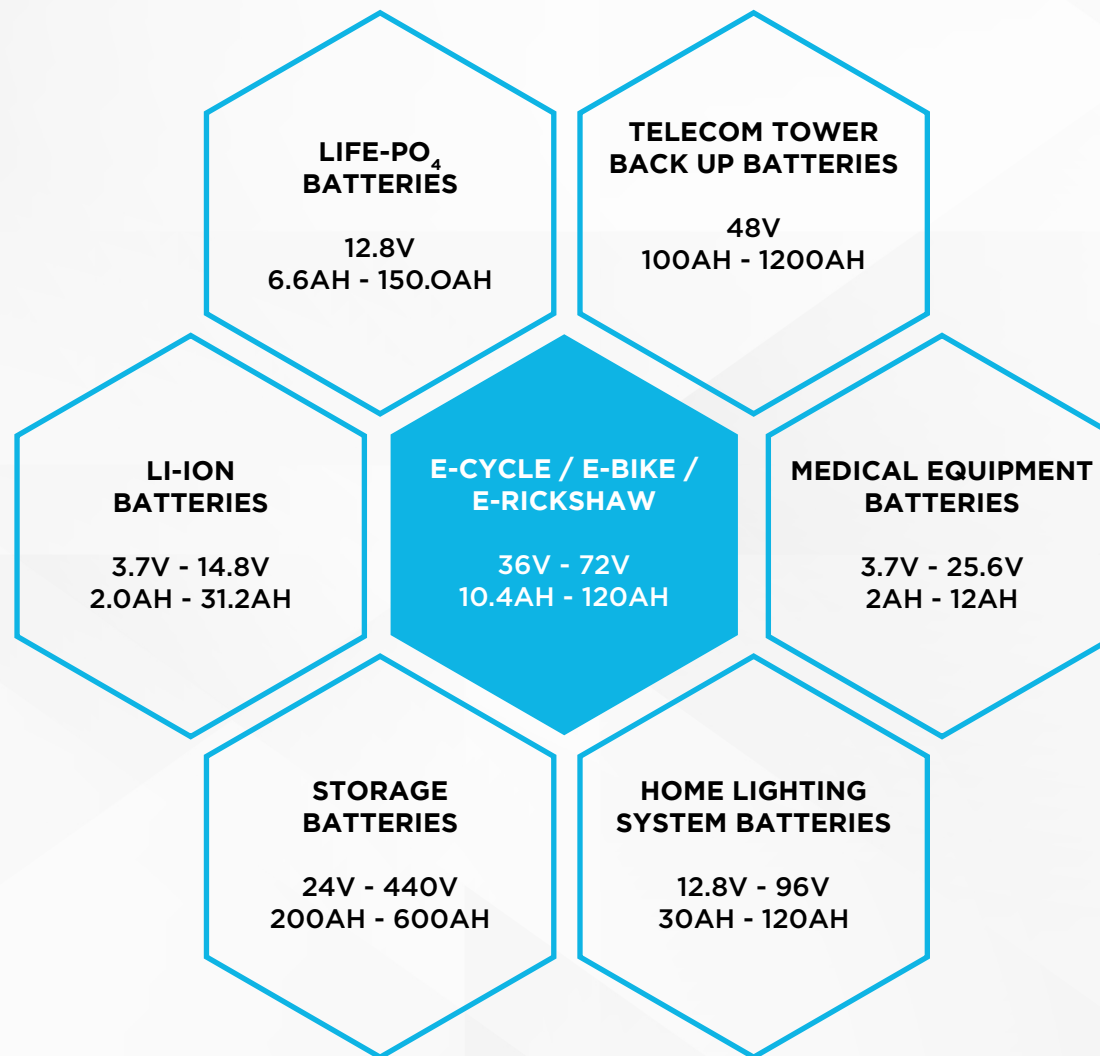 LIFE-PO₄
BATTERIES
12.8V
6.6AH - 150.0AH
TELECOM TOWER
BACK UP BATTERIES
48V
100AH - 1200AH
LI-ION
BATTERIES
3.7V - 14.8V
2.0AH - 31.2AH
E-CYCLE / E-BIKE /
E-RICKSHAW
36V - 72V
10.4AH - 120AH
MEDICAL EQUIPMENT
BATTERIES
3.7V - 25.6V
2AH - 12AH
STORAGE
BATTERIES
24V - 440V
200AH - 600AH
HOME LIGHTING
SYSTEM BATTERIES
12.8V - 96V
30AH - 120AH